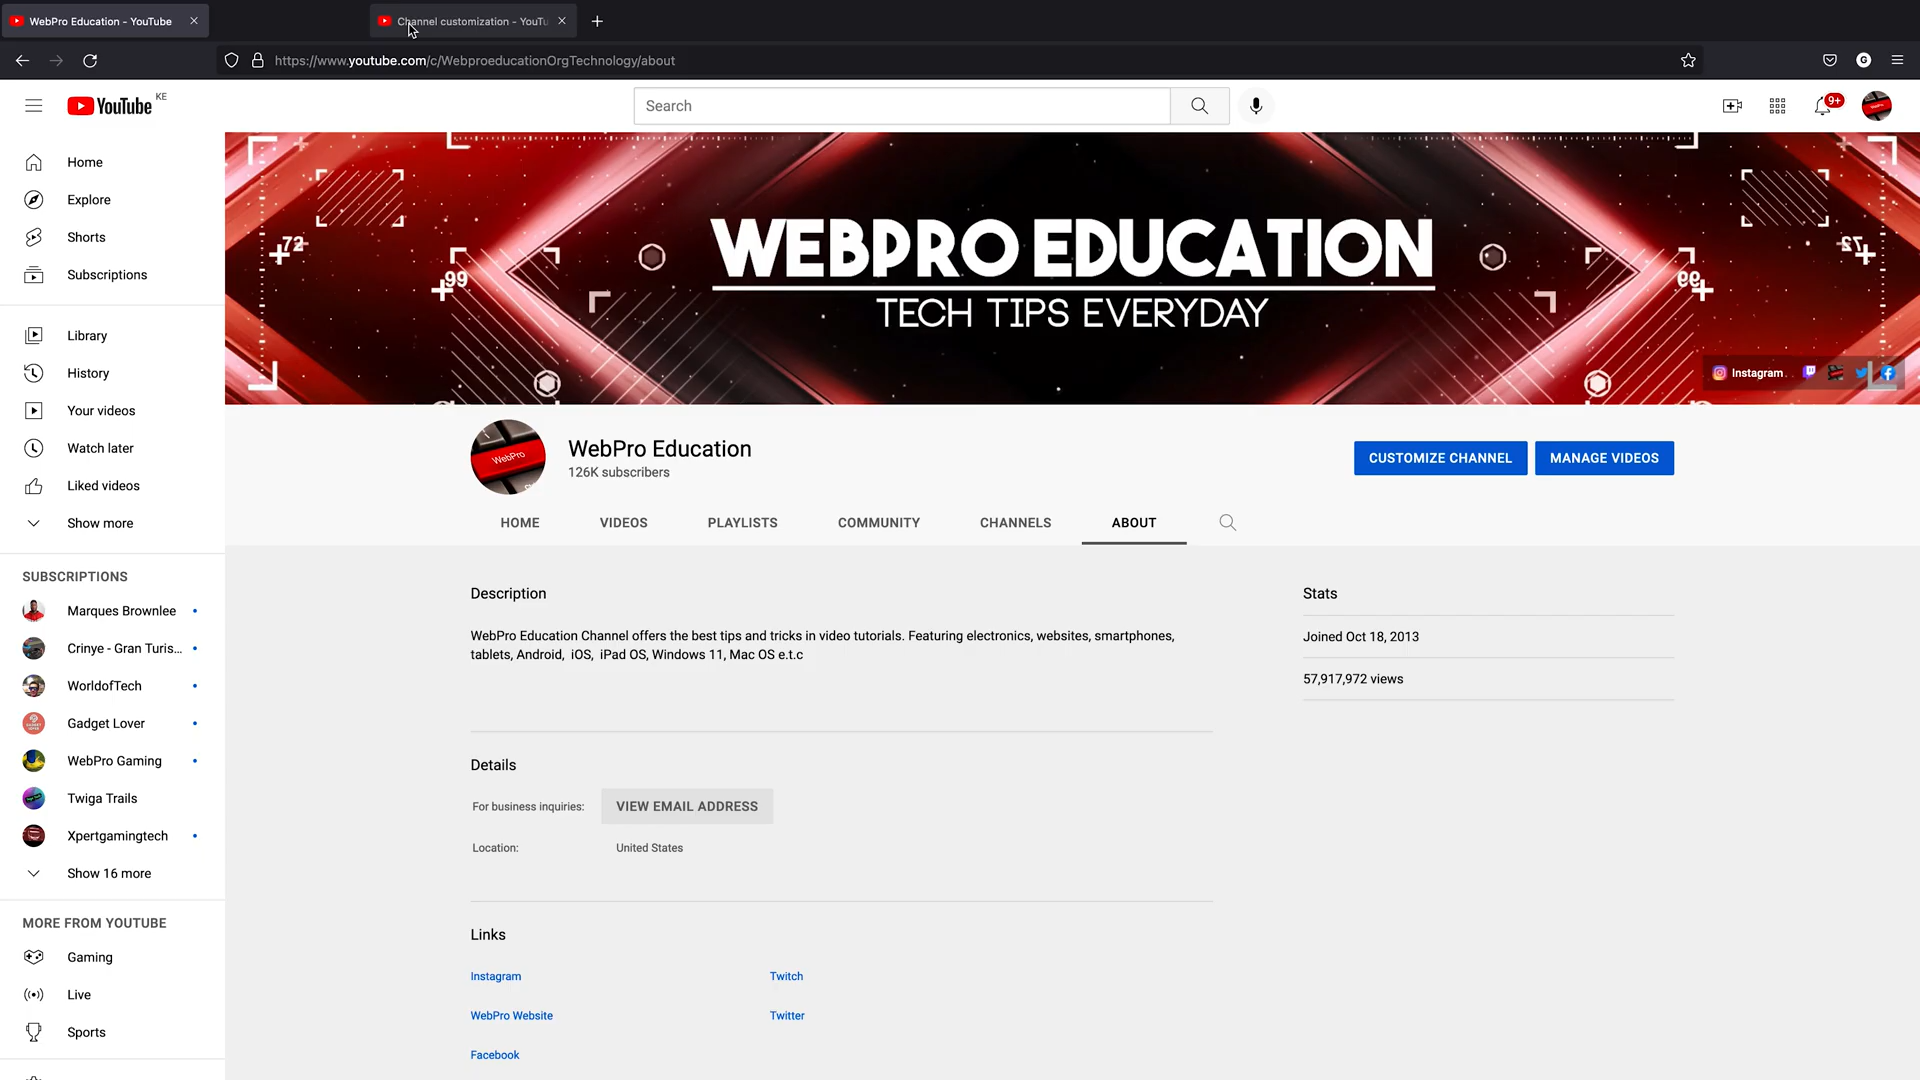 WebPro Education - YouTube
Channel customization - YouTu
https://www.youtube.com/c/WebproeducationOrgTechnology/about
G
YouTube KE
Search
9+
Home
Explore
Shorts
Subscriptions
Library
History
Your videos
Watch later
Liked videos
Show more
SUBSCRIPTIONS
Marques Brownlee
Crinye - Gran Turis...
WorldofTech
Gadget Lover
WebPro Gaming
Twiga Trails
Xpertgamingtech
Show 16 more
MORE FROM YOUTUBE
Gaming
Live
Sports
72
99
WEBPRO EDUCATION
TECH TIPS EVERYDAY
Instagram
WebPro
WebPro Education
126K subscribers
CUSTOMIZE CHANNEL
MANAGE VIDEOS
HOME
VIDEOS
PLAYLISTS
COMMUNITY
CHANNELS
ABOUT
Description
WebPro Education Channel offers the best tips and tricks in video tutorials. Featuring electronics, websites, smartphones,
tablets, Android, iOS, iPad OS, Windows 11, Mac OS e.t.c
Stats
Joined Oct 18, 2013
57,917,972 views
Details
For business inquiries:
VIEW EMAIL ADDRESS
Location:
United States
Links
Instagram
Twitch
WebPro Website
Twitter
Facebook